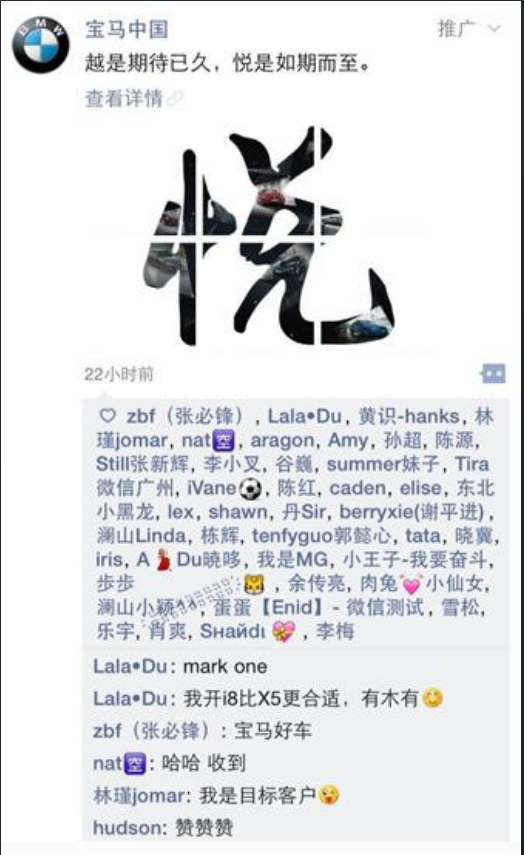 BMW
宝马中国
推广
越是期待已久，悦是如期而至。
查看详情
悦
22小时前
zbf（张必锋）, Lala•Du, 黄识-hanks, 林
瑾jomar, nat🈳, aragon, Amy, 孙超, 陈源,
Still张新辉, 李小叉, 谷巍, summer妹子, Tira
微信广州, iVane⚽, 陈红, caden, elise, 东北
小黑龙, lex, shawn, 丹Sir, berryxie(谢平进),
澜山Linda, 栋辉, tenfyguo郭懿心, tata, 晓冀,
iris, A💃Du晓哆, 我是MG, 小王子-我要奋斗,
步步🐯, 余传亮, 肉兔💓小仙女,
澜山小颖, 蛋蛋【Enid】- 微信测试, 雪松,
乐宇, 肖爽, Sнайdι 💝, 李梅
Lala•Du: mark one
Lala•Du: 我开i8比X5更合适，有木有😊
zbf（张必锋）: 宝马好车
nat🈳: 哈哈 收到
林瑾jomar: 我是目标客户😜
hudson: 赞赞赞